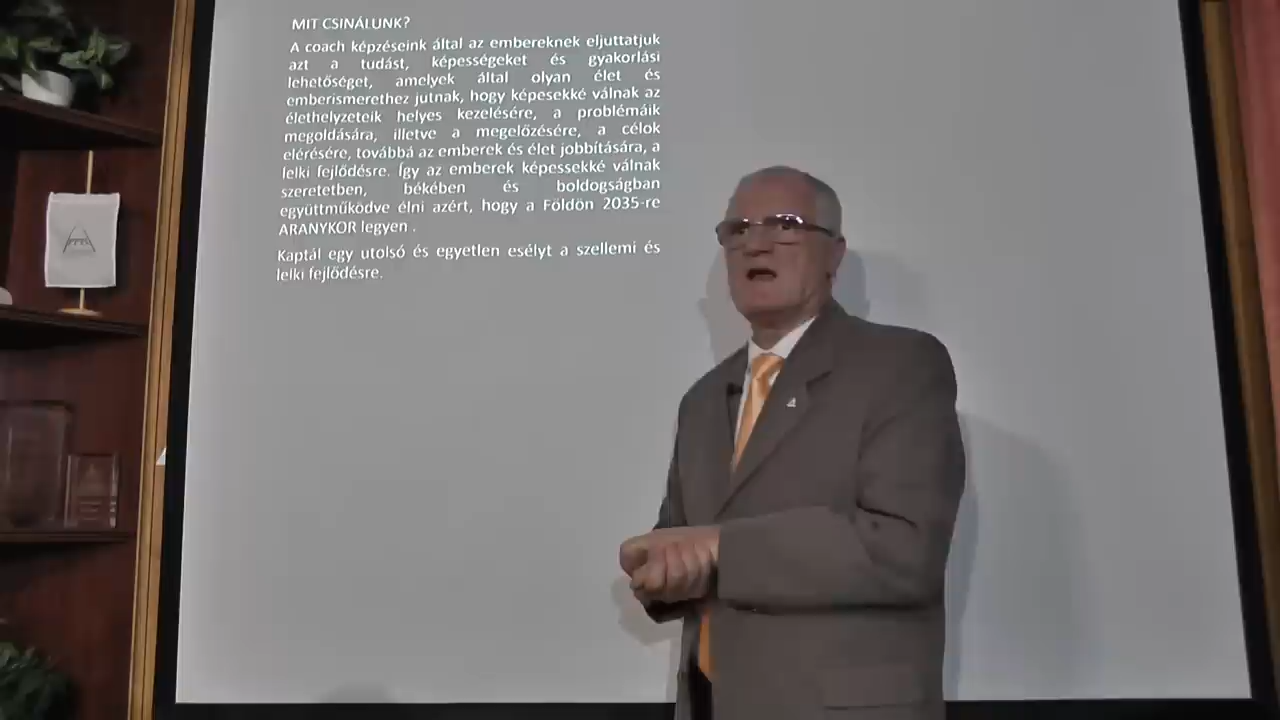 MIT CSINÁLUNK?
A coach képzéseink által az embereknek eljuttatjuk
azt a tudást, képességeket és gyakorlási
lehetőséget, amelyek által olyan élet és
emberismerethez jutnak, hogy képesekké válnak az
élethelyzeteik helyes kezelésére, a problémáik
megoldására, illetve a megelőzésére, a célok
elérésére, továbbá az emberek és élet jobbítására, a
lelki fejlődésre. Így az emberek képessekké válnak
szeretetben, békében és boldogságban
együttműködve élni azért, hogy a Földön 2035-re
ARANYKOR legyen .
Kaptál egy utolsó és egyetlen esélyt a szellemi és
lelki fejlődésre.